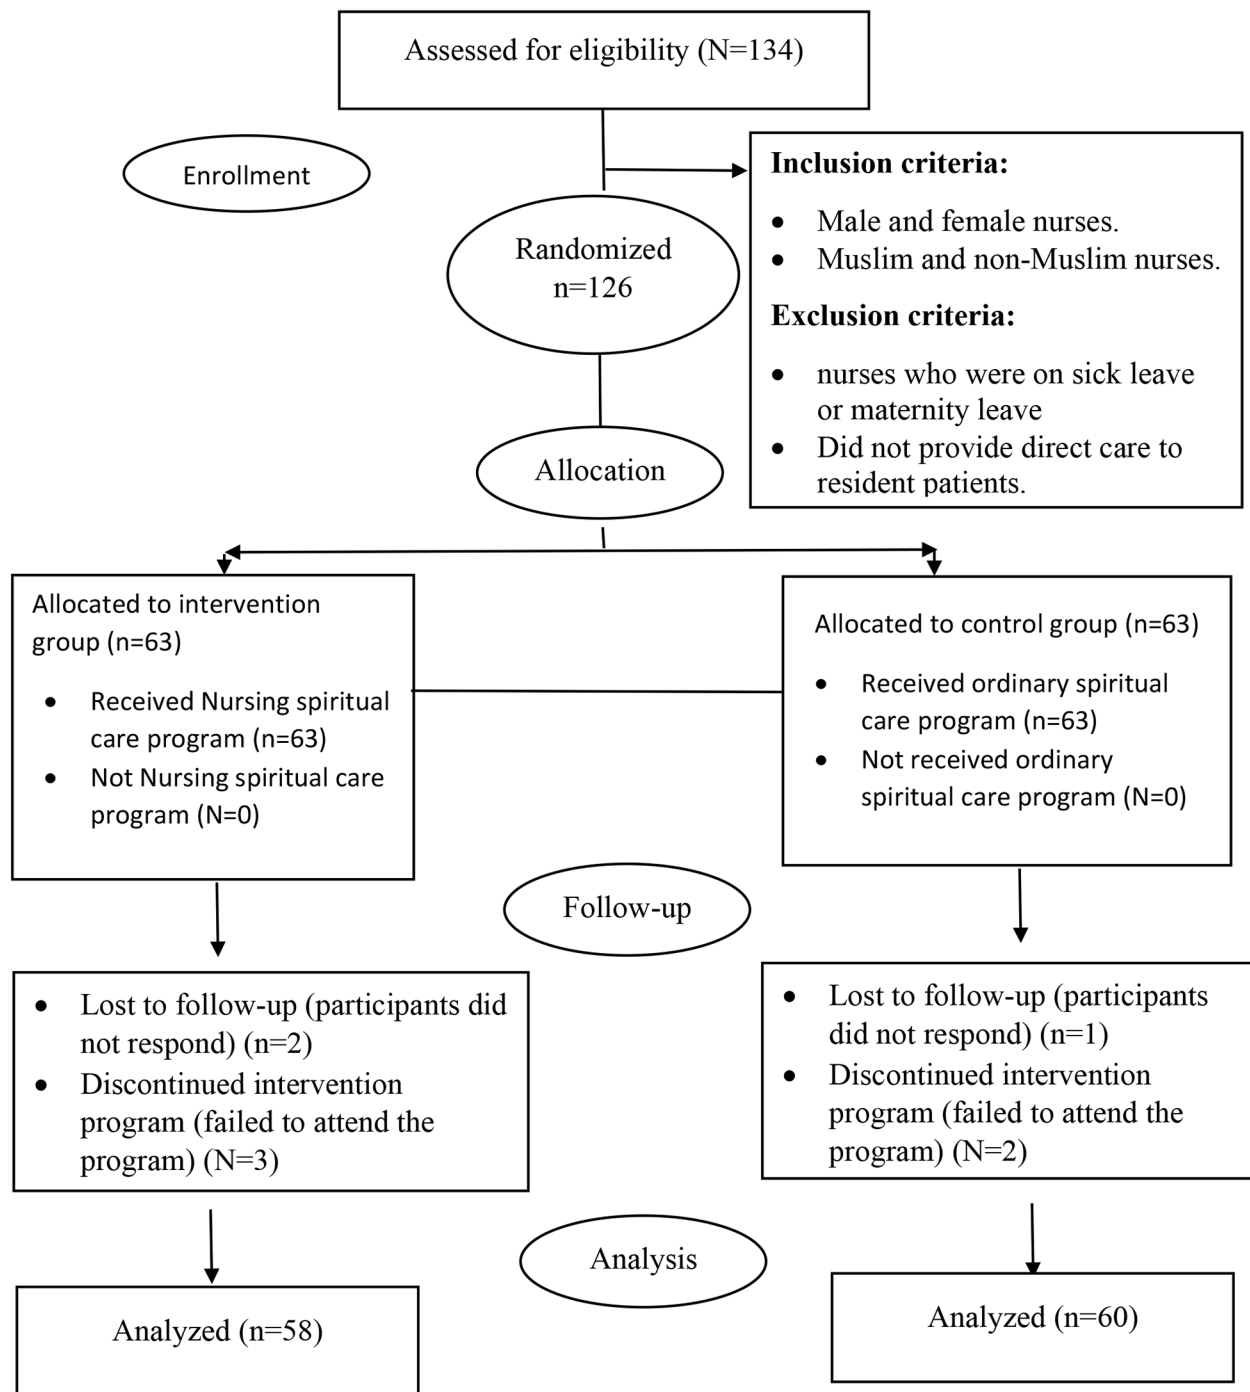 Assessed for eligibility (N=134)
Enrollment
Inclusion criteria:
• Male and female nurses.
• Muslim and non-Muslim nurses.
Exclusion criteria:
• nurses who were on sick leave
or maternity leave
• Did not provide direct care to
resident patients.
Randomized
n=126
Allocation
Allocated to intervention
group (n=63)
• Received Nursing spiritual
care program (n=63)
• Not Nursing spiritual care
program (N=0)
Allocated to control group (n=63)
• Received ordinary spiritual
care program (n=63)
• Not received ordinary
spiritual care program (N=0)
Follow-up
• Lost to follow-up (participants did
not respond) (n=2)
• Discontinued intervention
program (failed to attend the
program) (N=3)
• Lost to follow-up (participants
did not respond) (n=1)
• Discontinued intervention
program (failed to attend the
program) (N=2)
Analysis
Analyzed (n=58)
Analyzed (n=60)